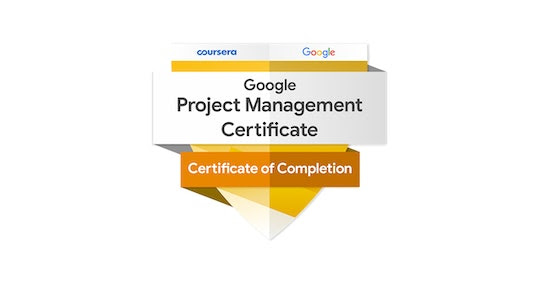 coursera Google
Google
Project Management
Certificate
Certificate of Completion